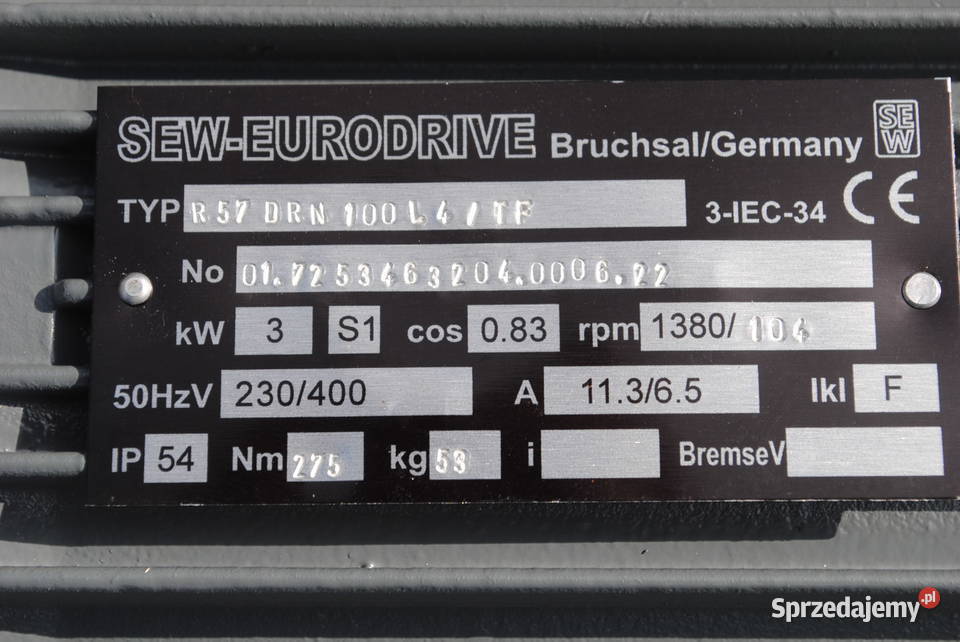 SEW-EURODRIVE Bruchsal/Germany SEW
TYP R57 DRN 100L4/TF 3-IEC-34 CE
No 01.7253463204.0006.22
kW 3 S1 cos 0.83 rpm 1380/104
50HzV 230/400 A 11.3/6.5 Ikl F
IP 54 Nm 275 kg 53 i BremseV
Sprzedajemy.pl